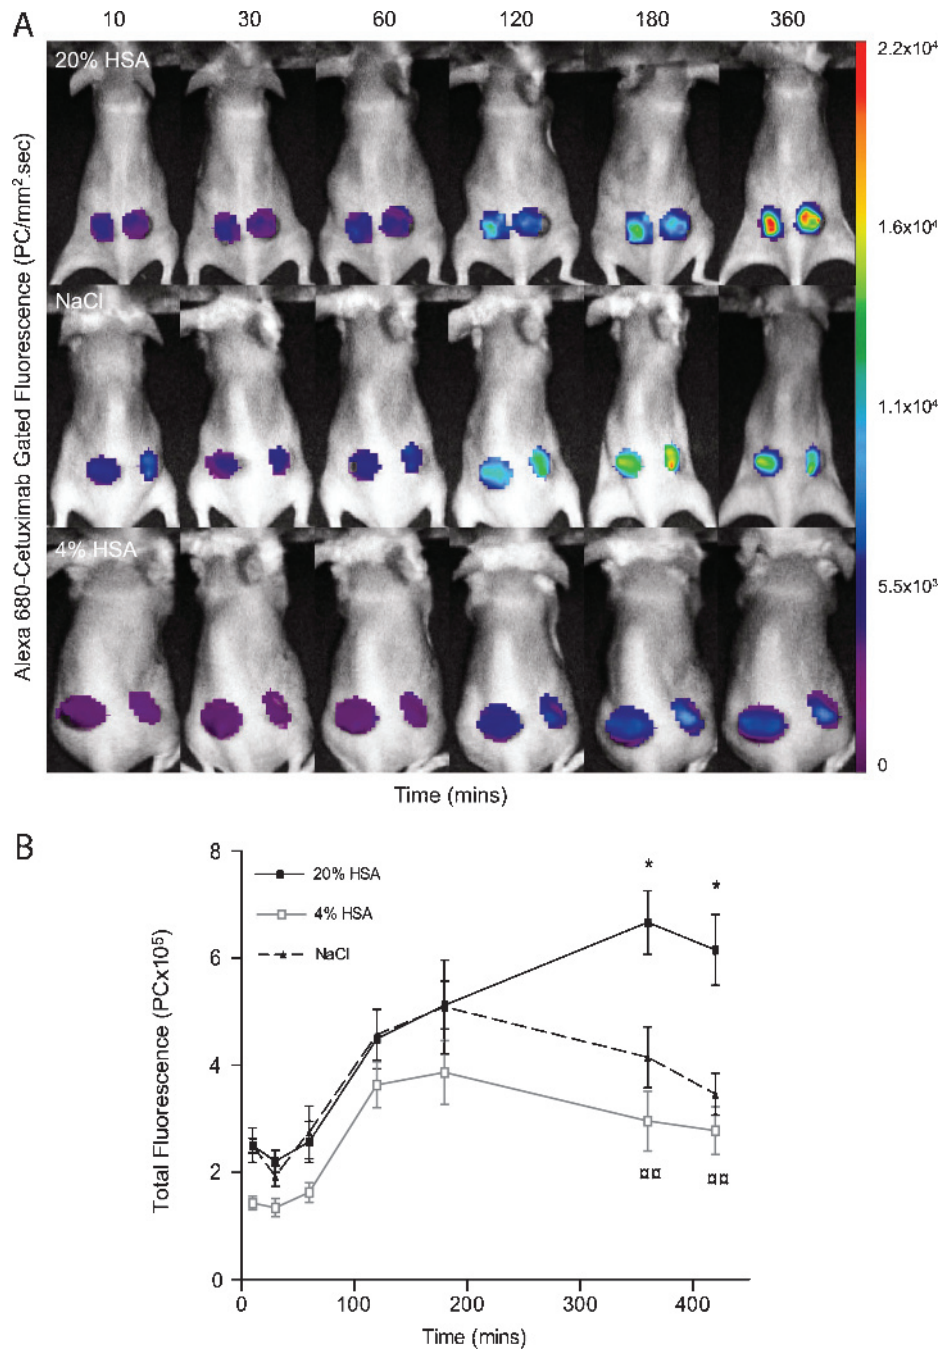 A
10 30 60 120 180 360
20% HSA
NaCl
4% HSA
Alexa 680-Cetuximab Gated Fluorescence (PC/mm².sec)
2.2x10⁴
1.6x10⁴
1.1x10⁴
5.5x10³
0
Time (mins)
B
8
6
4
2
0
Total Fluorescence (PCx10⁵)
20% HSA
4% HSA
NaCl
* *
¤¤ ¤¤
0 100 200 300 400
Time (mins)